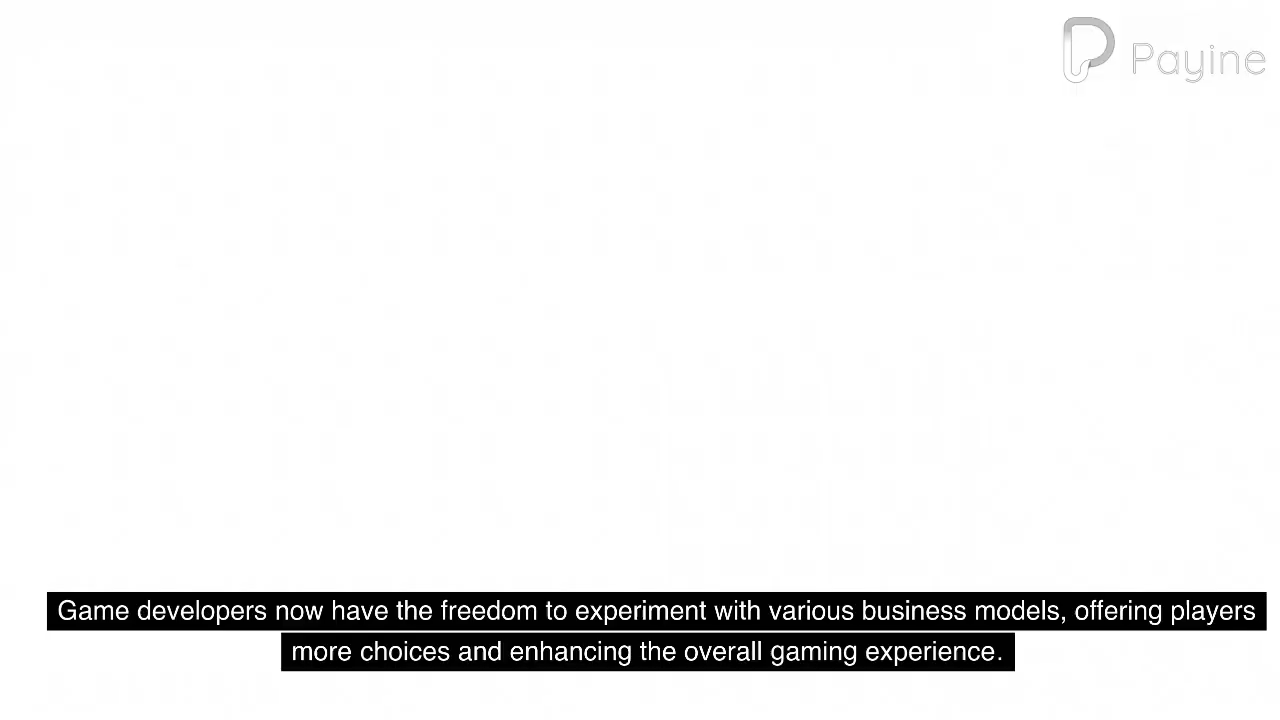 Payine
Game developers now have the freedom to experiment with various business models, offering players
more choices and enhancing the overall gaming experience.